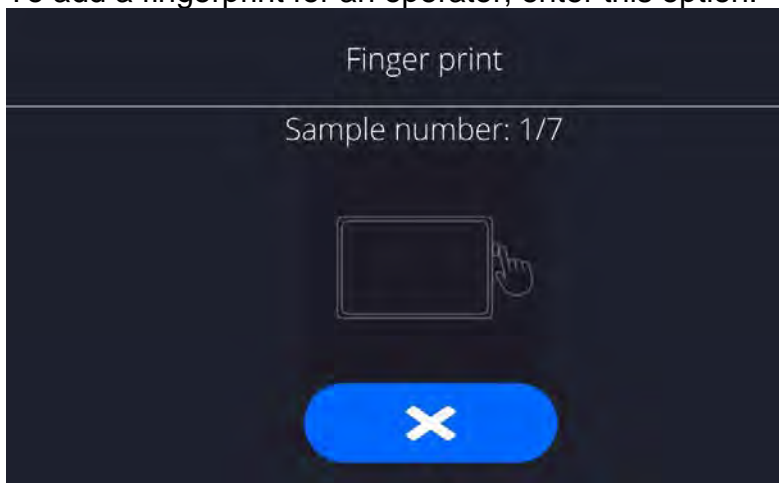 To add a fingerprint for an operator, enter this option.
Finger print
Sample number: 1/7